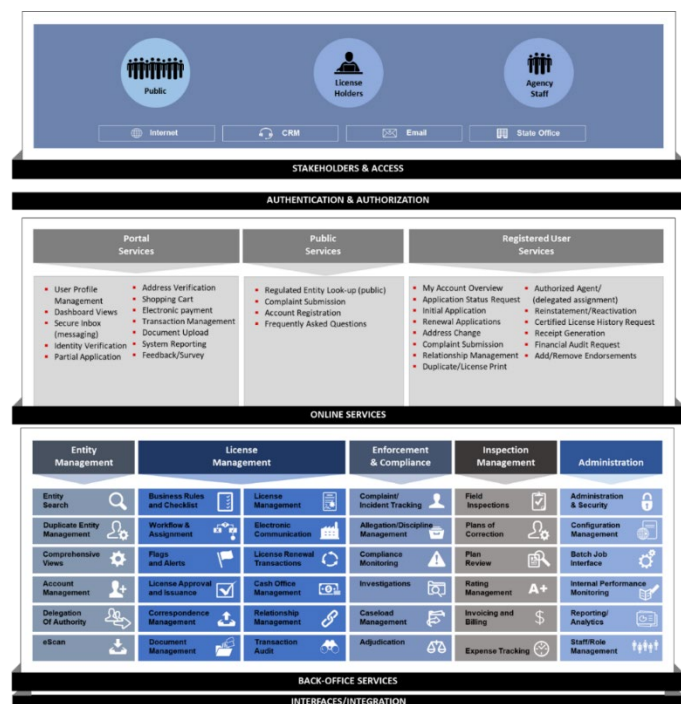 Public
License
Holders
Agency
Staff
Internet
CRM
Email
State Office
STAKEHOLDERS & ACCESS
AUTHENTICATION & AUTHORIZATION
Portal
Services
User Profile
Management
Dashboard Views
Secure Inbox
(messaging)
Identity Verification
Partial Application
Address Verification
Shopping Cart
Electronic payment
Transaction Management
Document Upload
System Reporting
Feedback/Survey
Public
Services
Regulated Entity Look-up (public)
Complaint Submission
Account Registration
Frequently Asked Questions
Registered User
Services
My Account Overview
Application Status Request
Initial Application
Renewal Applications
Address Change
Complaint Submission
Relationship Management
Duplicate/License Print
Authorized Agent/
(delegated assignment)
Reinstatement/Reactivation
Certified License History Request
Receipt Generation
Financial Audit Request
Add/Remove Endorsements
ONLINE SERVICES
Entity
Management
Entity
Search
Duplicate Entity
Management
Comprehensive
Views
Account
Management
Delegation
Of Authority
eScan
License
Management
Business Rules
and Checklist
Workflow &
Assignment
Flags
and Alerts
License Approval
and Issuance
Correspondence
Management
Document
Management
License
Management
Electronic
Communication
License Renewal
Transactions
Cash Office
Management
Relationship
Management
Transaction
Audit
Enforcement
& Compliance
Complaint/
Incident Tracking
Allegation/Discipline
Management
Compliance
Monitoring
Investigations
Caseload
Management
Adjudication
Inspection
Management
Field
Inspections
Plans of
Correction
Plan
Review
Rating
Management
A+
Invoicing and
Billing
$
Expense Tracking
Administration
Administration
& Security
Configuration
Management
Batch Job
Interface
Internal Performance
Monitoring
Reporting/
Analytics
Staff/Role
Management
BACK-OFFICE SERVICES
INTERFACES/INTEGRATION